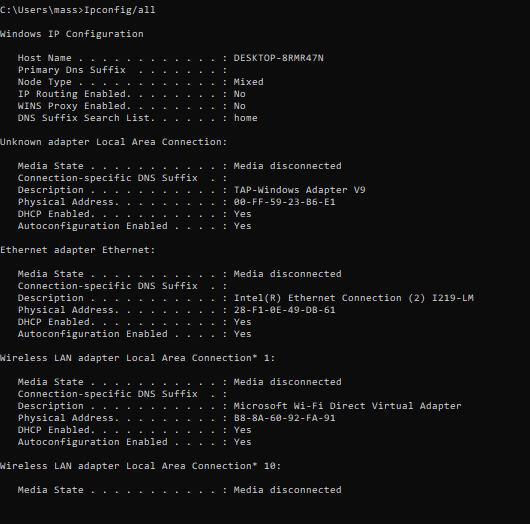 C:\Users\mass>Ipconfig/all
Windows IP Configuration
Host Name . . . . . . . . . . . . : DESKTOP-8RMR47N
Primary Dns Suffix  . . . . . . . :
Node Type . . . . . . . . . . . . : Mixed
IP Routing Enabled. . . . . . . . : No
WINS Proxy Enabled. . . . . . . . : No
DNS Suffix Search List. . . . . . : home
Unknown adapter Local Area Connection:
Media State . . . . . . . . . . . : Media disconnected
Connection-specific DNS Suffix  . :
Description . . . . . . . . . . . : TAP-Windows Adapter V9
Physical Address. . . . . . . . . : 00-FF-59-23-B6-E1
DHCP Enabled. . . . . . . . . . . : Yes
Autoconfiguration Enabled . . . . : Yes
Ethernet adapter Ethernet:
Media State . . . . . . . . . . . : Media disconnected
Connection-specific DNS Suffix  . :
Description . . . . . . . . . . . : Intel(R) Ethernet Connection (2) I219-LM
Physical Address. . . . . . . . . : 28-F1-0E-49-DB-61
DHCP Enabled. . . . . . . . . . . : Yes
Autoconfiguration Enabled . . . . : Yes
Wireless LAN adapter Local Area Connection* 1:
Media State . . . . . . . . . . . : Media disconnected
Connection-specific DNS Suffix  . :
Description . . . . . . . . . . . : Microsoft Wi-Fi Direct Virtual Adapter
Physical Address. . . . . . . . . : B8-8A-60-92-FA-91
DHCP Enabled. . . . . . . . . . . : Yes
Autoconfiguration Enabled . . . . : Yes
Wireless LAN adapter Local Area Connection* 10:
Media State . . . . . . . . . . . : Media disconnected